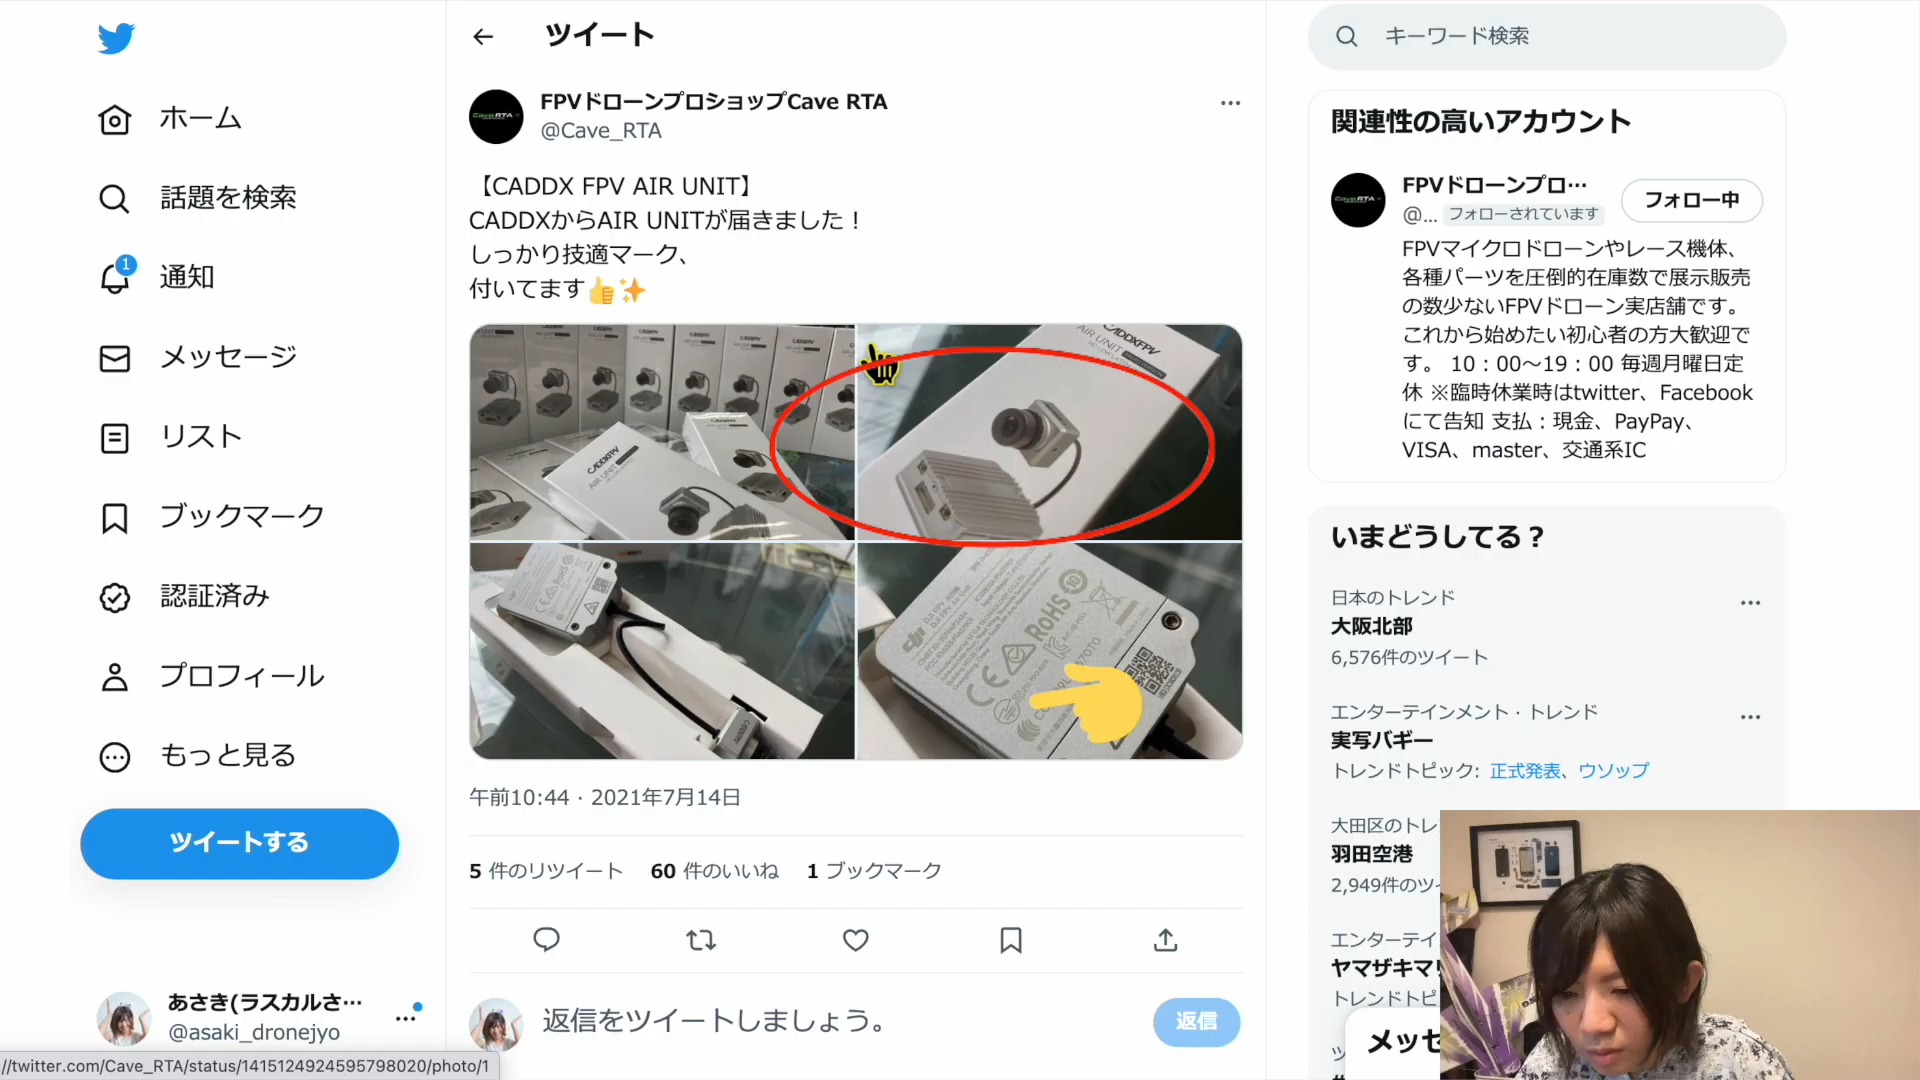 ホーム
話題を検索
1
通知
メッセージ
リスト
ブックマーク
認証済み
プロフィール
もっと見る
ツイートする
あさき(ラスカルさ…
@asaki_dronejyo
//twitter.com/Cave_RTA/status/1415124924595798020/photo/1
ツイート
FPVドローンプロショップCave RTA
@Cave_RTA
【CADDX FPV AIR UNIT】
CADDXからAIR UNITが届きました！
しっかり技適マーク、
付いてます👍✨
CADDXFPV
AIR UNIT
CADDXFPV
AIR UNIT
dji
RoHS
10
午前10:44 · 2021年7月14日
5 件のリツイート 60 件のいいね 1 ブックマーク
返信をツイートしましょう。
返信
キーワード検索
関連性の高いアカウント
FPVドローンプロ…
@... フォローされています
フォロー中
FPVマイクロドローンやレース機体、
各種パーツを圧倒的在庫数で展示販売
の数少ないFPVドローン実店舗です。
これから始めたい初心者の方大歓迎で
す。 10：00〜19：00 毎週月曜日定
休 ※臨時休業時はtwitter、Facebook
にて告知 支払：現金、PayPay、
VISA、master、交通系IC
いまどうしてる？
日本のトレンド
大阪北部
6,576件のツイート
エンターテインメント・トレンド
実写バギー
トレンドトピック: 正式発表、ウソップ
大田区のトレ
羽田空港
2,949件のツイ
エンターテイ
ヤマザキマリ
トレンドトピ
メッセ